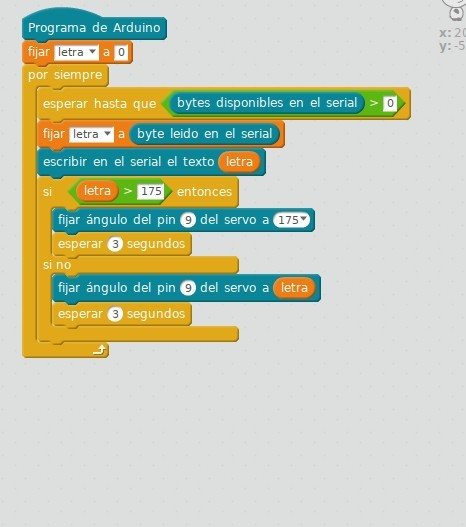 Programa de Arduino
fijar letra a 0
por siempre
esperar hasta que bytes disponibles en el serial > 0
fijar letra a byte leido en el serial
escribir en el serial el texto letra
si letra > 175 entonces
fijar ángulo del pin 9 del servo a 175
esperar 3 segundos
si no
fijar ángulo del pin 9 del servo a letra
esperar 3 segundos
x: 20
y: -5